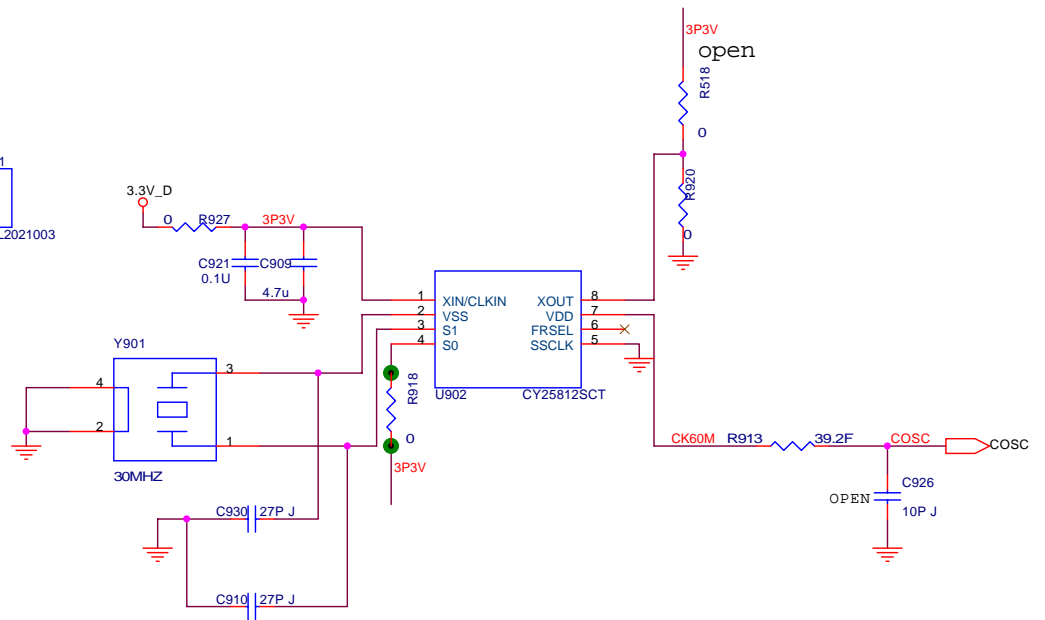 3P3V
open
R518
0
R920
0
1
L2021003
3.3V_D
0
R927
3P3V
C921
0.1U
C909
4.7u
1
2
3
4
XIN/CLKIN
VSS
S1
S0
XOUT
VDD
FRSEL
SSCLK
8
7
6
5
U902
CY25812SCT
Y901
4
2
3
1
30MHZ
R918
0
3P3V
CK60M
R913
39.2F
COSC
COSC
C926
OPEN
10P J
C930
27P J
C910
27P J